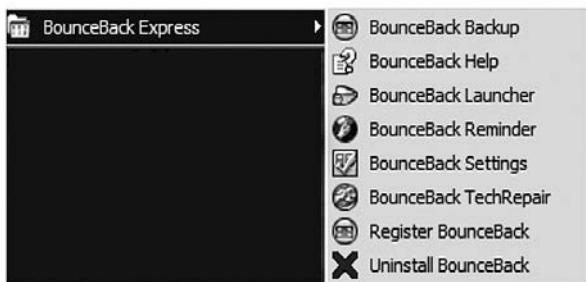 BounceBack Express
BounceBack Backup
BounceBack Help
BounceBack Launcher
BounceBack Reminder
BounceBack Settings
BounceBack TechRepair
Register BounceBack
Uninstall BounceBack